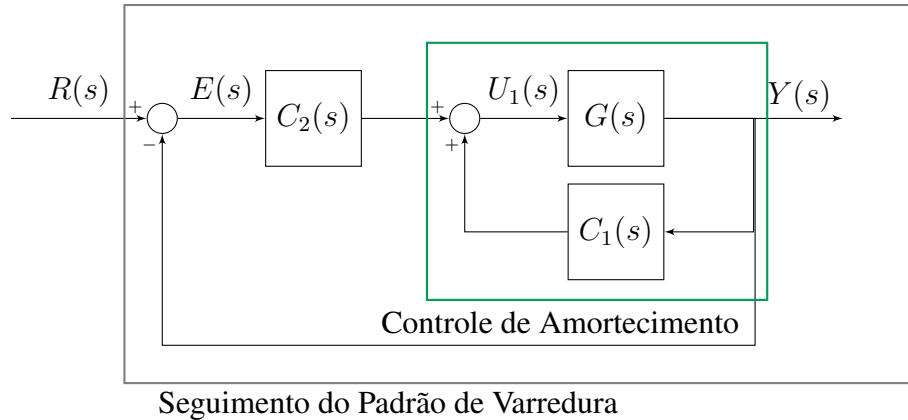 R(s)
+
−
E(s)
C₂(s)
+
+
U₁(s)
G(s)
Y(s)
C₁(s)
Controle de Amortecimento
Seguimento do Padrão de Varredura